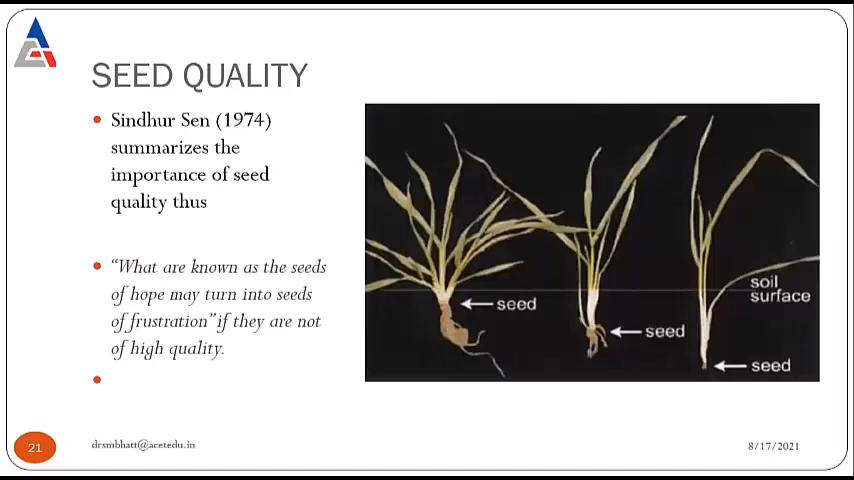 SEED QUALITY
Sindhur Sen (1974)
summarizes the
importance of seed
quality thus
“What are known as the seeds
of hope may turn into seeds
of frustration”if they are not
of high quality.
seed
seed
soil
surface
seed
21
drsmbhatt@acetedu.in
8/17/2021